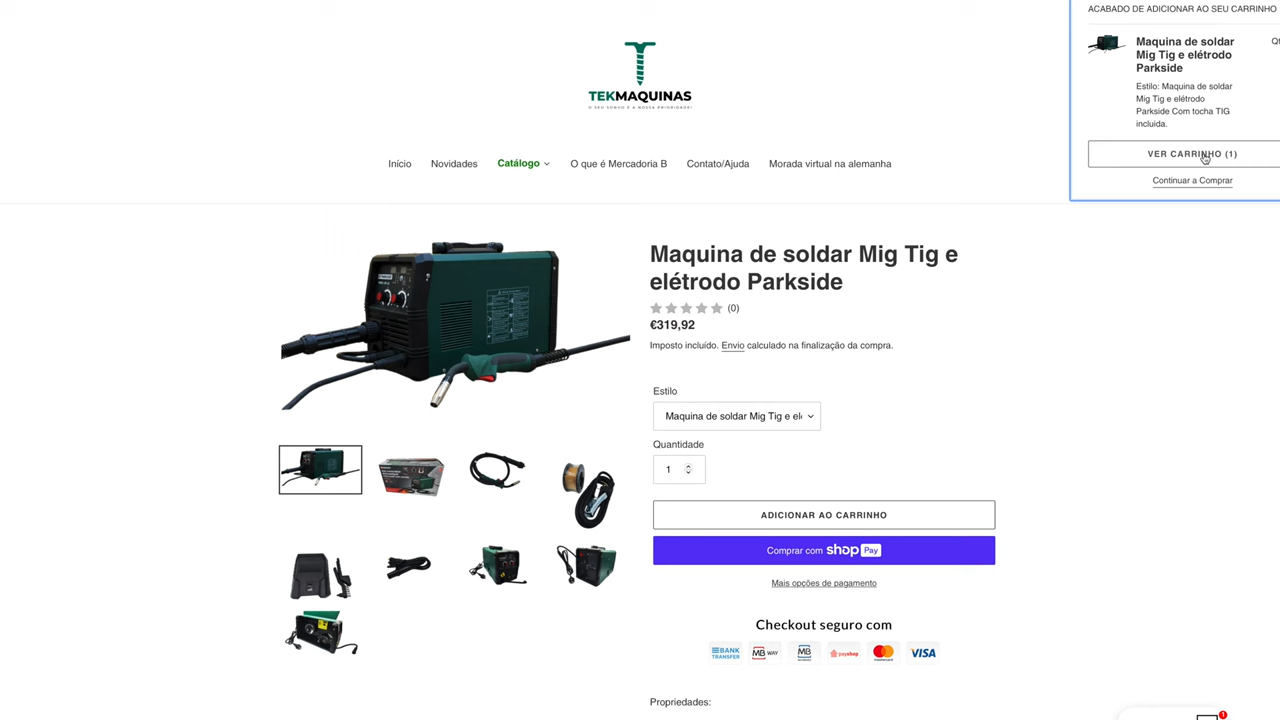 ACABADO DE ADICIONAR AO SEU CARRINHO
Maquina de soldar
Mig Tig e elétrodo
Parkside
Estilo: Maquina de soldar
Mig Tig e elétrodo
Parkside Com tocha TIG
incluida.
VER CARRINHO (1)
Continuar a Comprar
TEKMAQUINAS
O SEU SONHO É A NOSSA PRIORIDADE!
Início
Novidades
Catálogo
O que é Mercadoria B
Contato/Ajuda
Morada virtual na alemanha
Maquina de soldar Mig Tig e
elétrodo Parkside
(0)
€319,92
Imposto incluído. Envio calculado na finalização da compra.
Estilo
Maquina de soldar Mig Tig e el
Quantidade
1
ADICIONAR AO CARRINHO
Comprar com shop Pay
Mais opções de pagamento
Checkout seguro com
BANK
TRANSFER
MB WAY
MB
payshop
mastercard
VISA
Propriedades:
1